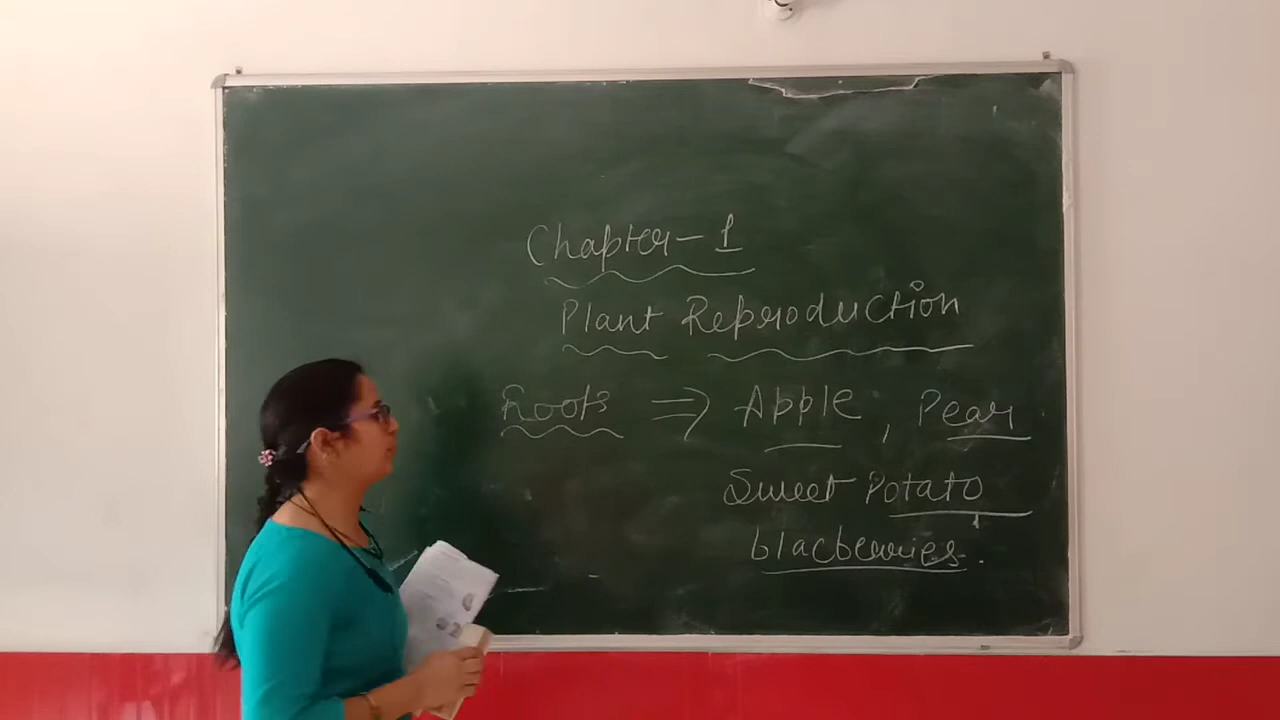 Chapter-1
Plant Reproduction
Roots ⇒ Apple, Pear
Sweet Potato
blacberries.